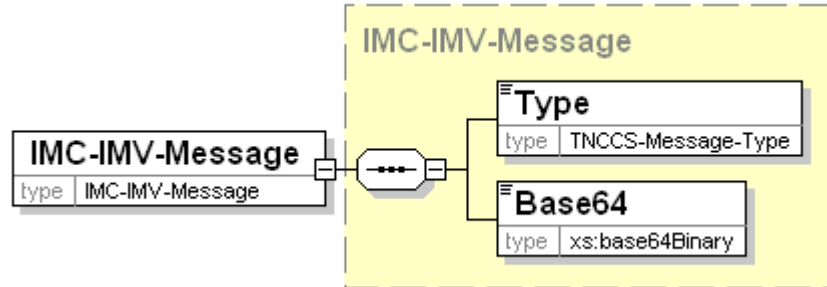 IMC-IMV-Message
Type
type TNCCS-Message-Type
IMC-IMV-Message
type IMC-IMV-Message
Base64
type xs:base64Binary